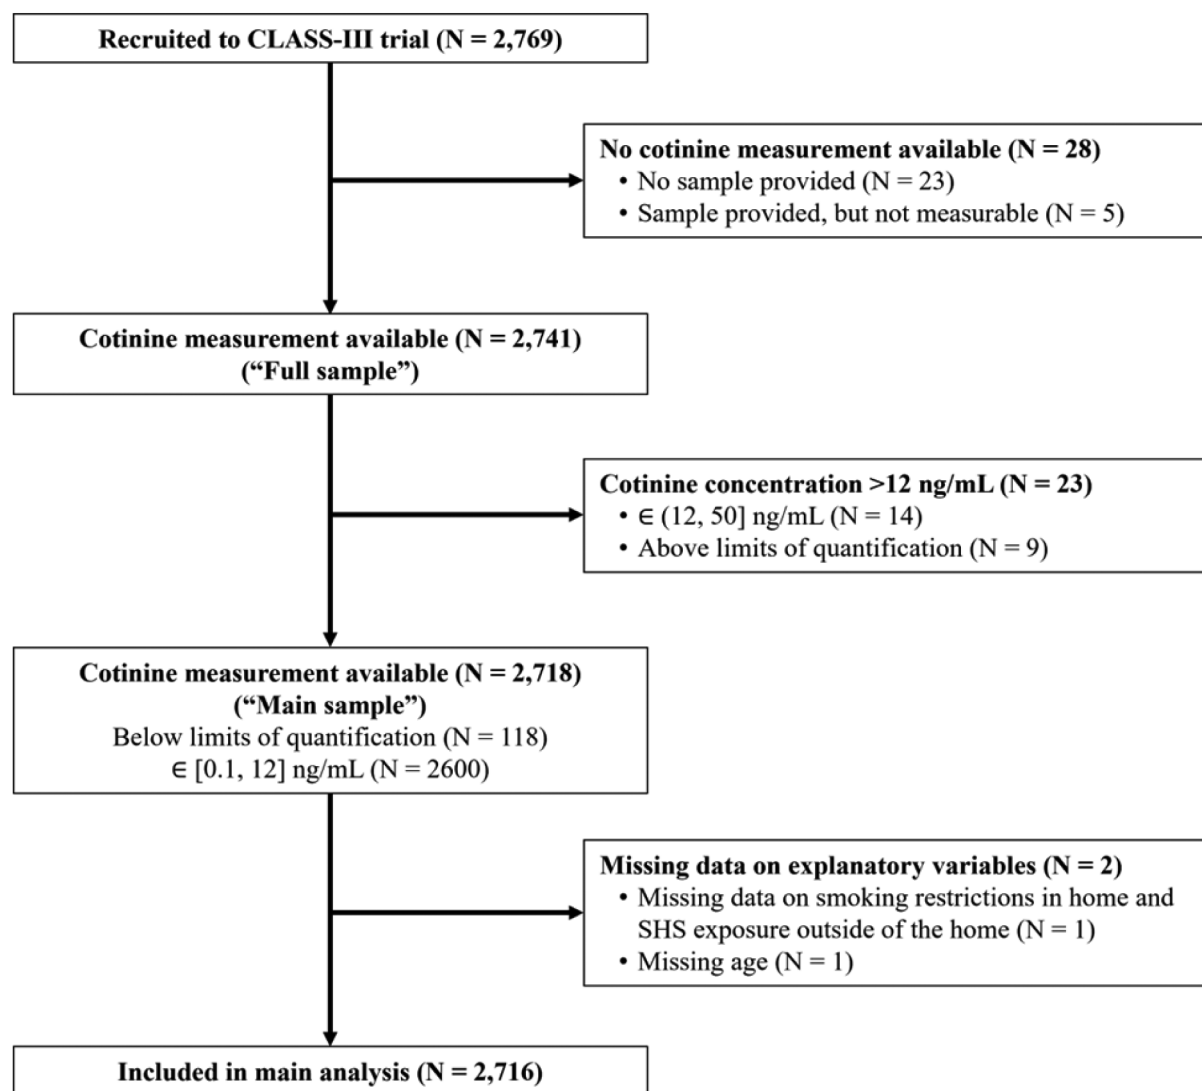 Recruited to CLASS-III trial (N = 2,769)
No cotinine measurement available (N = 28)
• No sample provided (N = 23)
• Sample provided, but not measurable (N = 5)
Cotinine measurement available (N = 2,741)
(“Full sample”)
Cotinine concentration >12 ng/mL (N = 23)
• ∈ (12, 50] ng/mL (N = 14)
• Above limits of quantification (N = 9)
Cotinine measurement available (N = 2,718)
(“Main sample”)
Below limits of quantification (N = 118)
∈ [0.1, 12] ng/mL (N = 2600)
Missing data on explanatory variables (N = 2)
• Missing data on smoking restrictions in home and
SHS exposure outside of the home (N = 1)
• Missing age (N = 1)
Included in main analysis (N = 2,716)